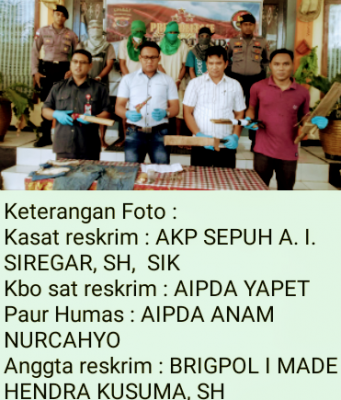 Keterangan Foto :
Kasat reskrim : AKP SEPUH A. I.
SIREGAR, SH,  SIK
Kbo sat reskrim : AIPDA YAPET
Paur Humas : AIPDA ANAM
NURCAHYO
Anggta reskrim : BRIGPOL I MADE
HENDRA KUSUMA, SH